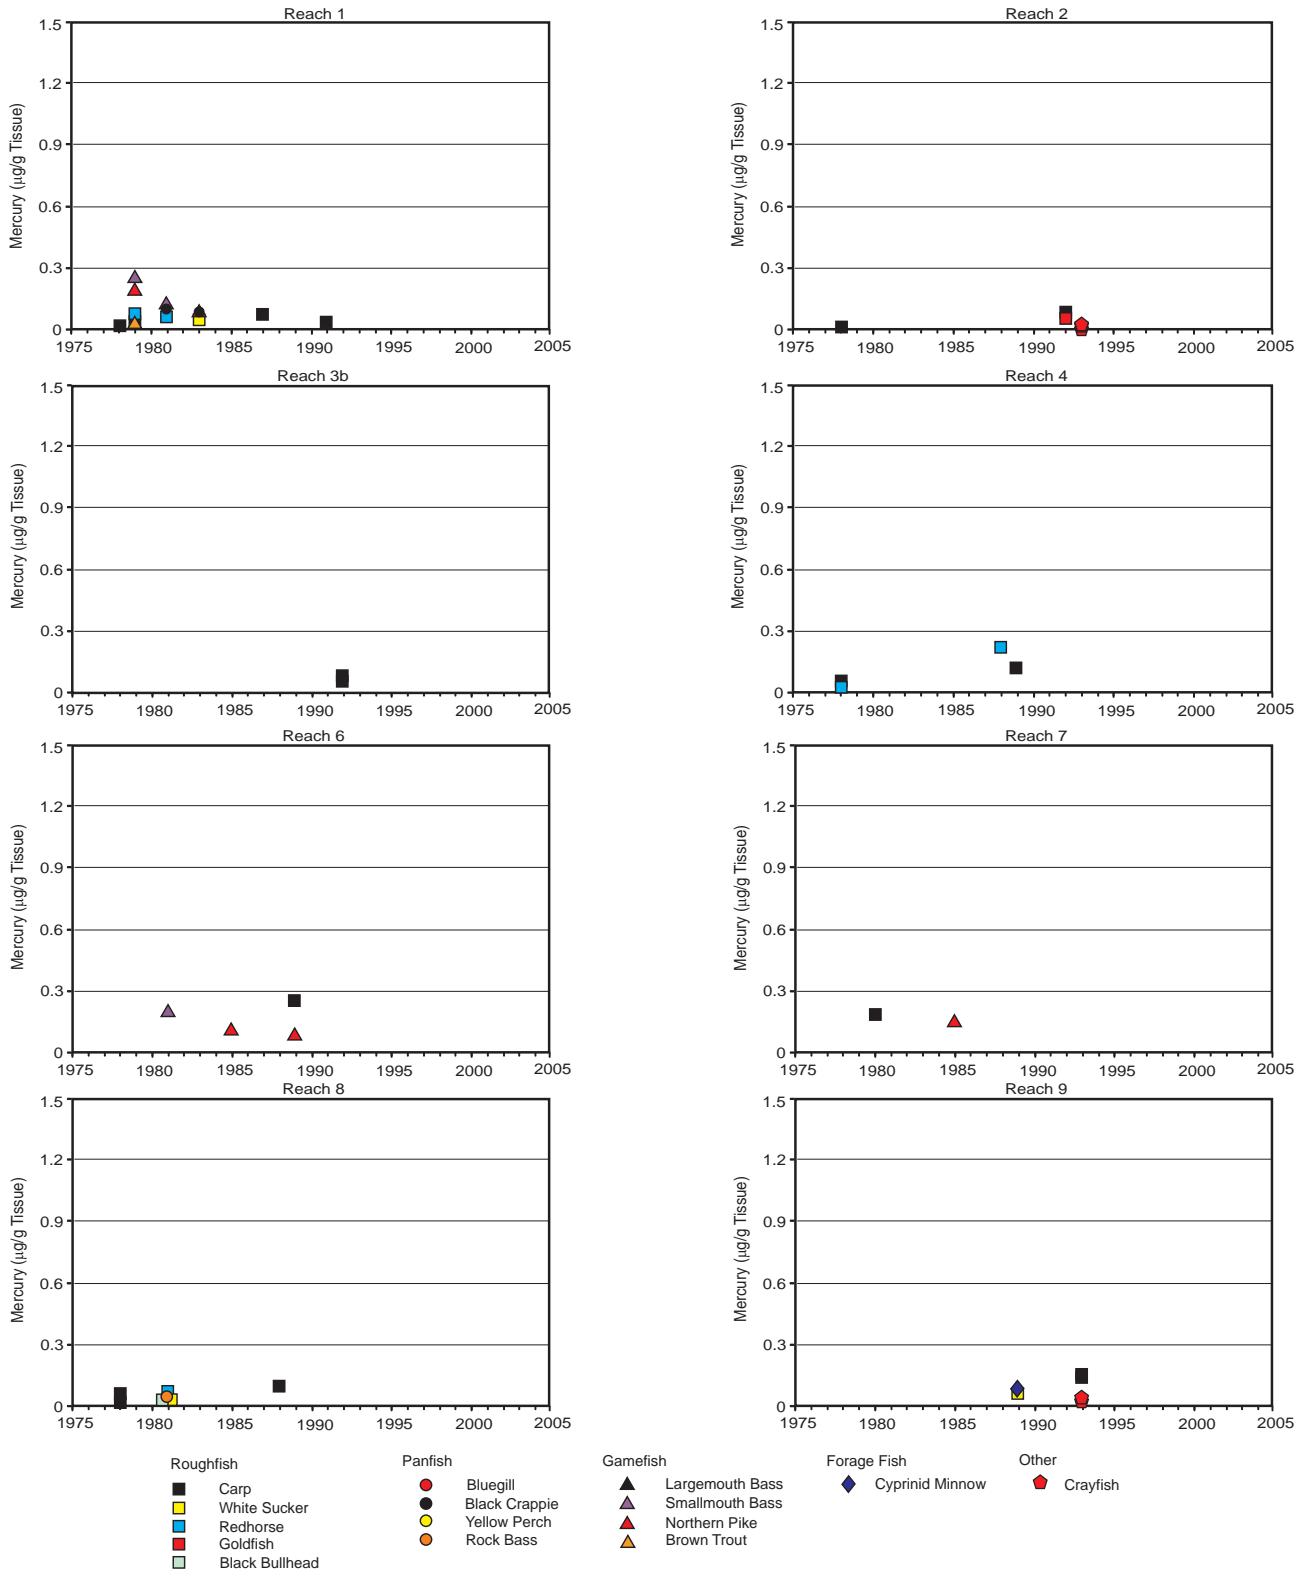 Reach 1
1.5
1.2
0.9
0.6
0.3
0
Mercury (µg/g Tissue)
1975 1980 1985 1990 1995 2000 2005
Reach 2
1.5
1.2
0.9
0.6
0.3
0
Mercury (µg/g Tissue)
1975 1980 1985 1990 1995 2000 2005
Reach 3b
1.5
1.2
0.9
0.6
0.3
0
Mercury (µg/g Tissue)
1975 1980 1985 1990 1995 2000 2005
Reach 4
1.5
1.2
0.9
0.6
0.3
0
Mercury (µg/g Tissue)
1975 1980 1985 1990 1995 2000 2005
Reach 6
1.5
1.2
0.9
0.6
0.3
0
Mercury (µg/g Tissue)
1975 1980 1985 1990 1995 2000 2005
Reach 7
1.5
1.2
0.9
0.6
0.3
0
Mercury (µg/g Tissue)
1975 1980 1985 1990 1995 2000 2005
Reach 8
1.5
1.2
0.9
0.6
0.3
0
Mercury (µg/g Tissue)
1975 1980 1985 1990 1995 2000 2005
Reach 9
1.5
1.2
0.9
0.6
0.3
0
Mercury (µg/g Tissue)
1975 1980 1985 1990 1995 2000 2005
Roughfish
Carp
White Sucker
Redhorse
Goldfish
Black Bullhead
Panfish
Bluegill
Black Crappie
Yellow Perch
Rock Bass
Gamefish
Largemouth Bass
Smallmouth Bass
Northern Pike
Brown Trout
Forage Fish
Cyprinid Minnow
Other
Crayfish